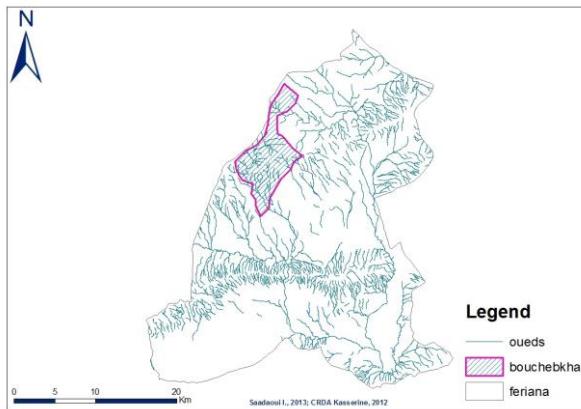 N
Legend
oueds
bouchebkha
feriana
0 5 10 20
Km
Saadaoui I., 2013; CRDA Kasserine, 2012